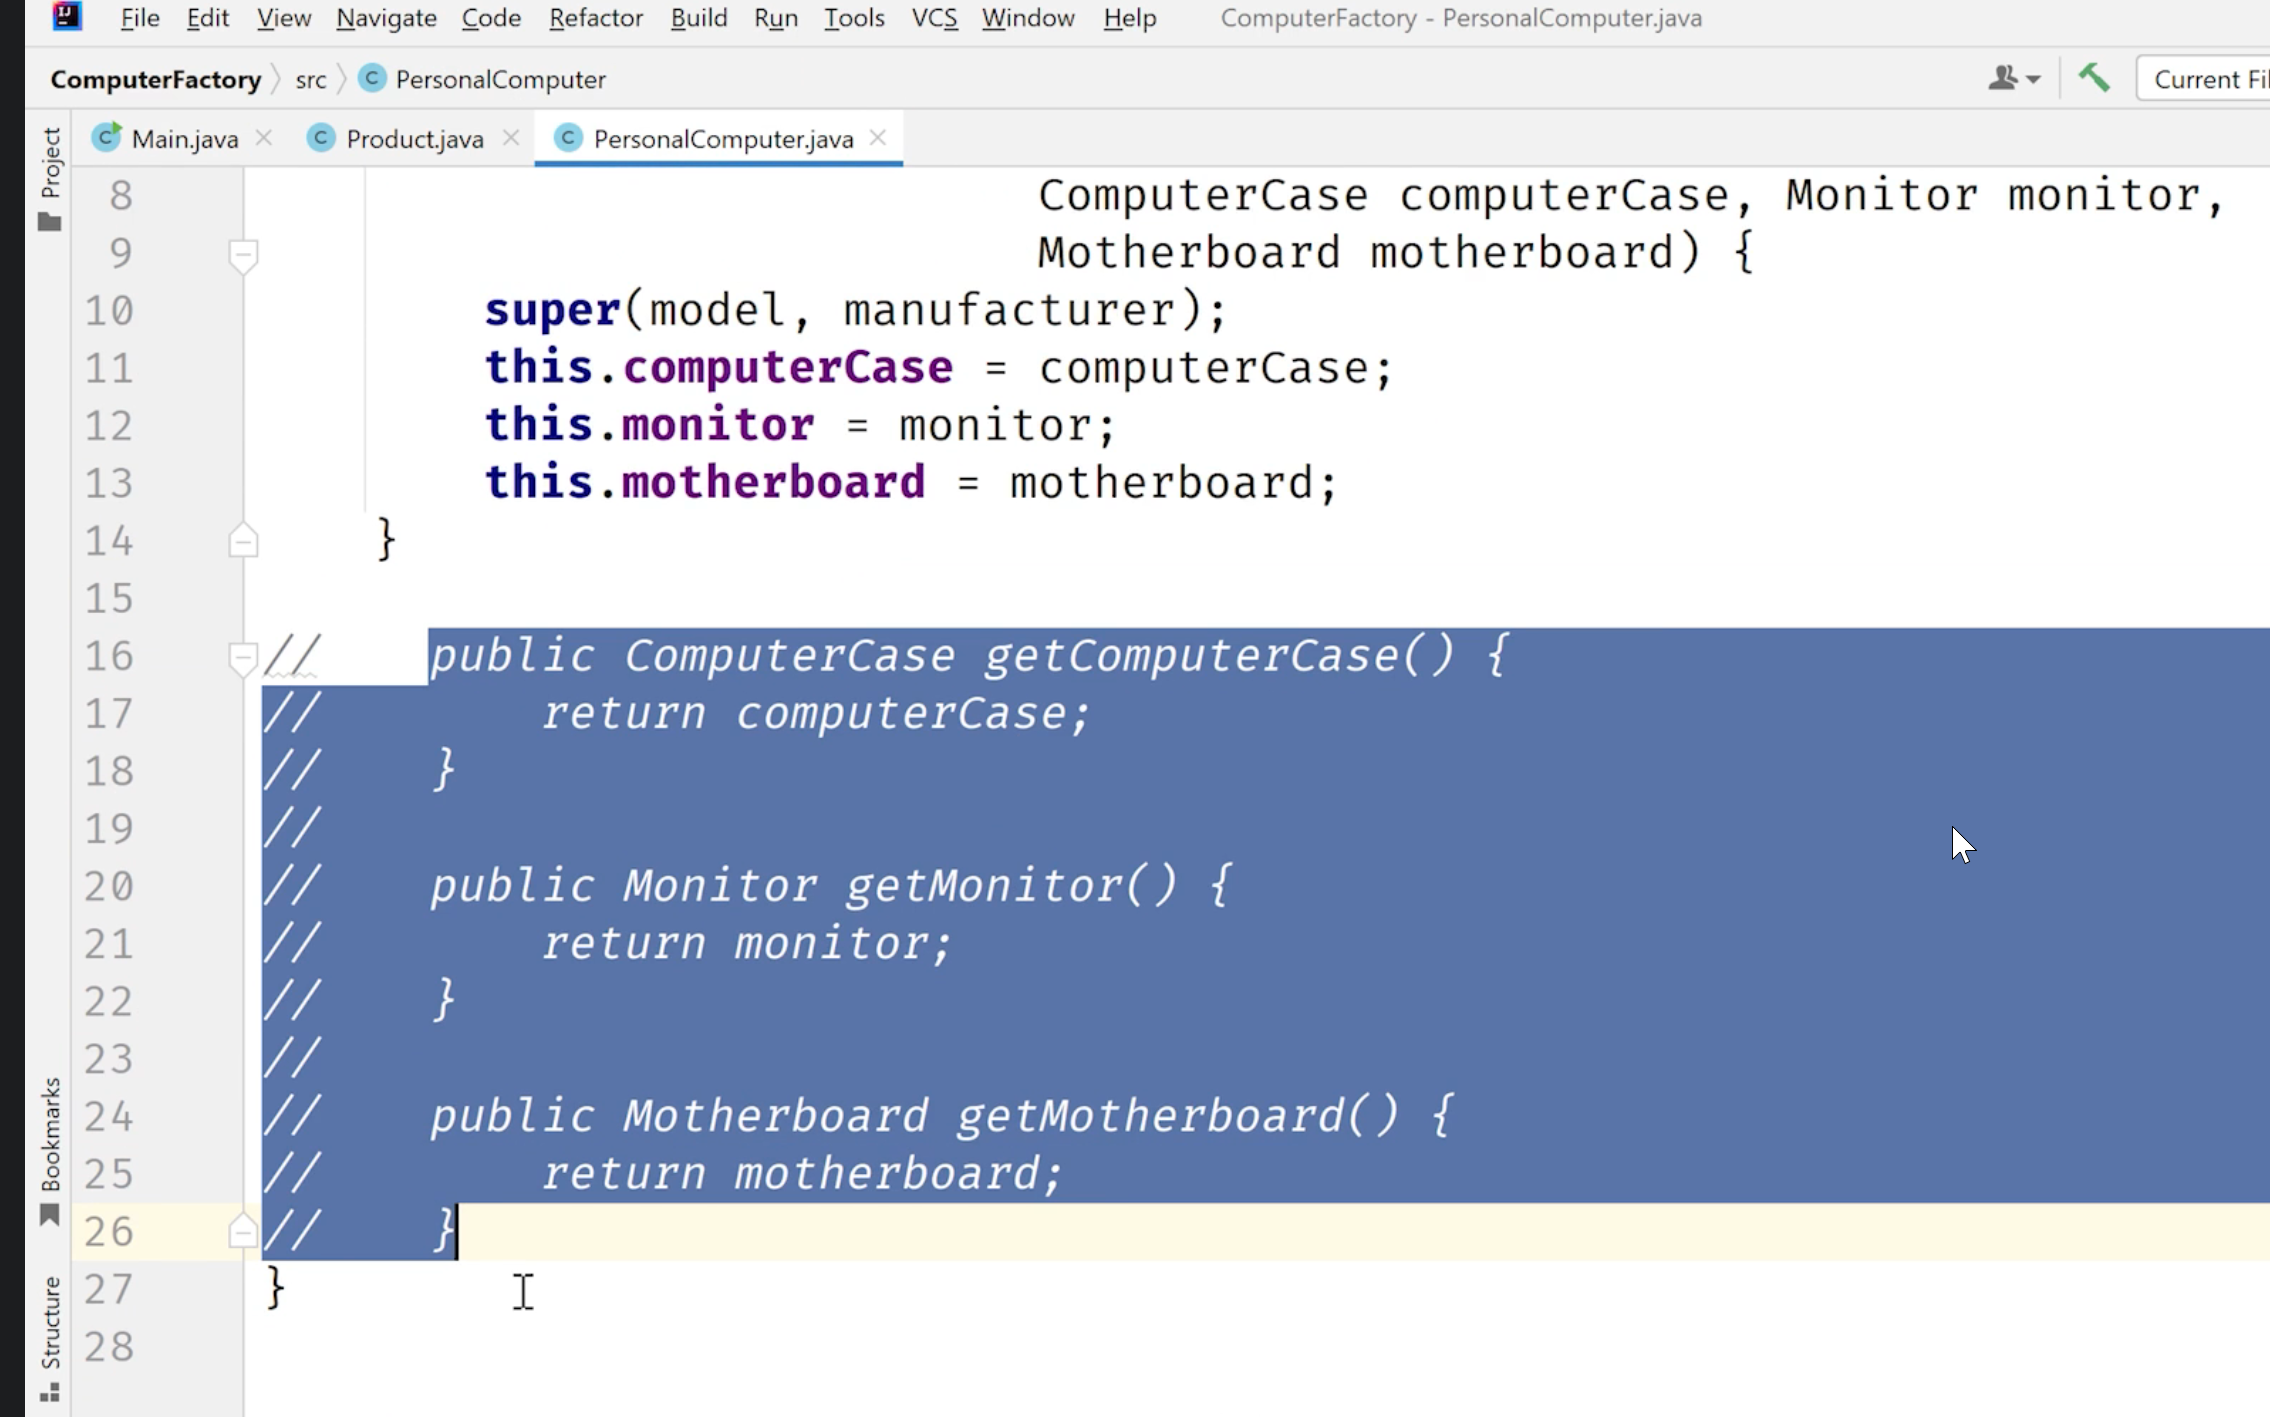 File Edit View Navigate Code Refactor Build Run Tools VCS Window Help ComputerFactory - PersonalComputer.java
ComputerFactory src PersonalComputer
Current Fil
Main.java Product.java PersonalComputer.java
Project
8 ComputerCase computerCase, Monitor monitor,
9 Motherboard motherboard) {
10 super(model, manufacturer);
11 this.computerCase = computerCase;
12 this.monitor = monitor;
13 this.motherboard = motherboard;
14 }
15
16 // public ComputerCase getComputerCase() {
17 // return computerCase;
18 // }
19 //
20 // public Monitor getMonitor() {
21 // return monitor;
22 // }
23 //
24 // public Motherboard getMotherboard() {
25 // return motherboard;
26 // }
27 }
28
Bookmarks
Structure